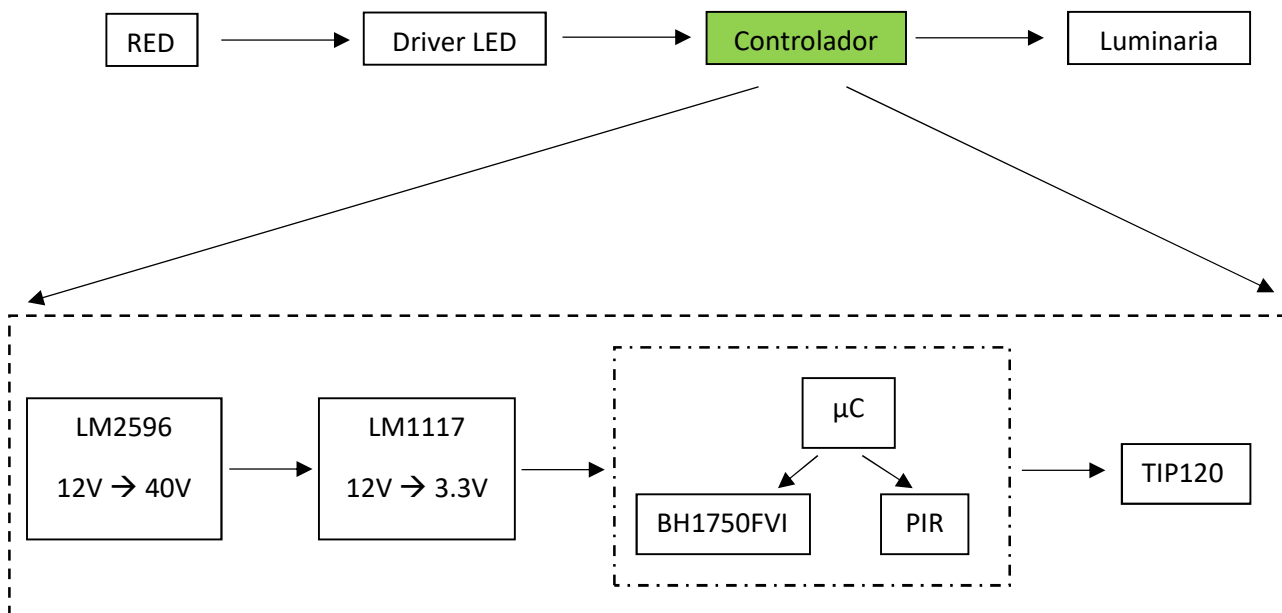 RED
Driver LED
Controlador
Luminaria
LM2596
12V → 40V
LM1117
12V → 3.3V
µC
BH1750FVI
PIR
TIP120